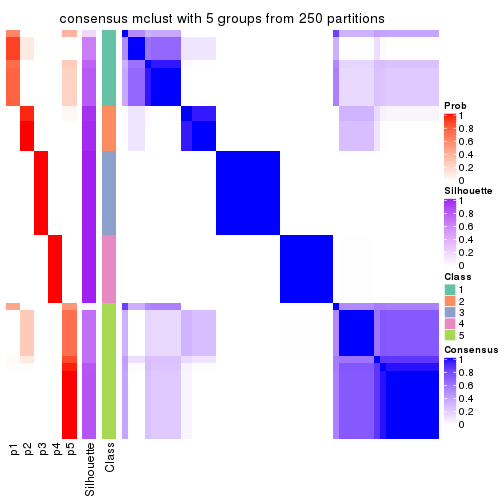 consensus mclust with 5 groups from 250 partitions
Prob
1
0.8
0.6
0.4
0.2
0
Silhouette
1
0.8
0.6
0.4
0.2
0
Class
1
2
3
4
5
Consensus
1
0.8
0.6
0.4
0.2
0
p1
p2
p3
p4
p5
Silhouette
Class